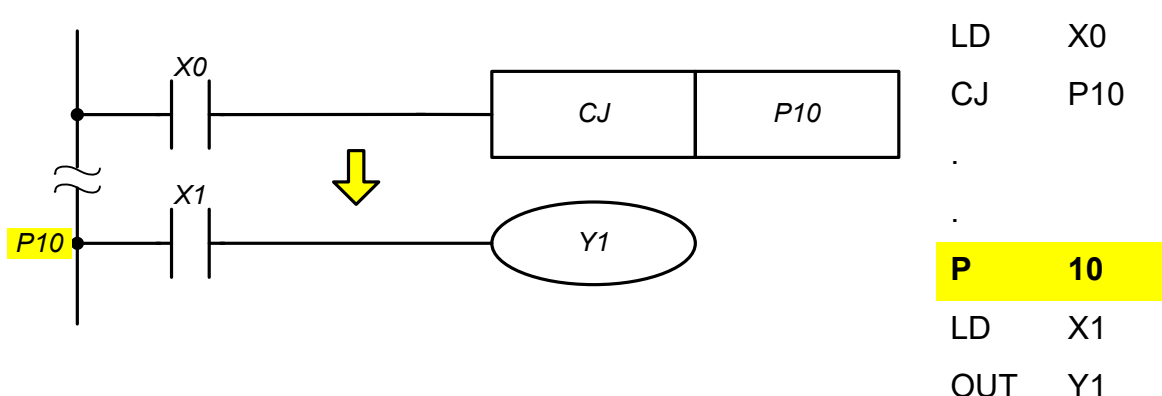 X0
CJ P10
X1
P10 Y1
LD X0
CJ P10
.
.
P 10
LD X1
OUT Y1